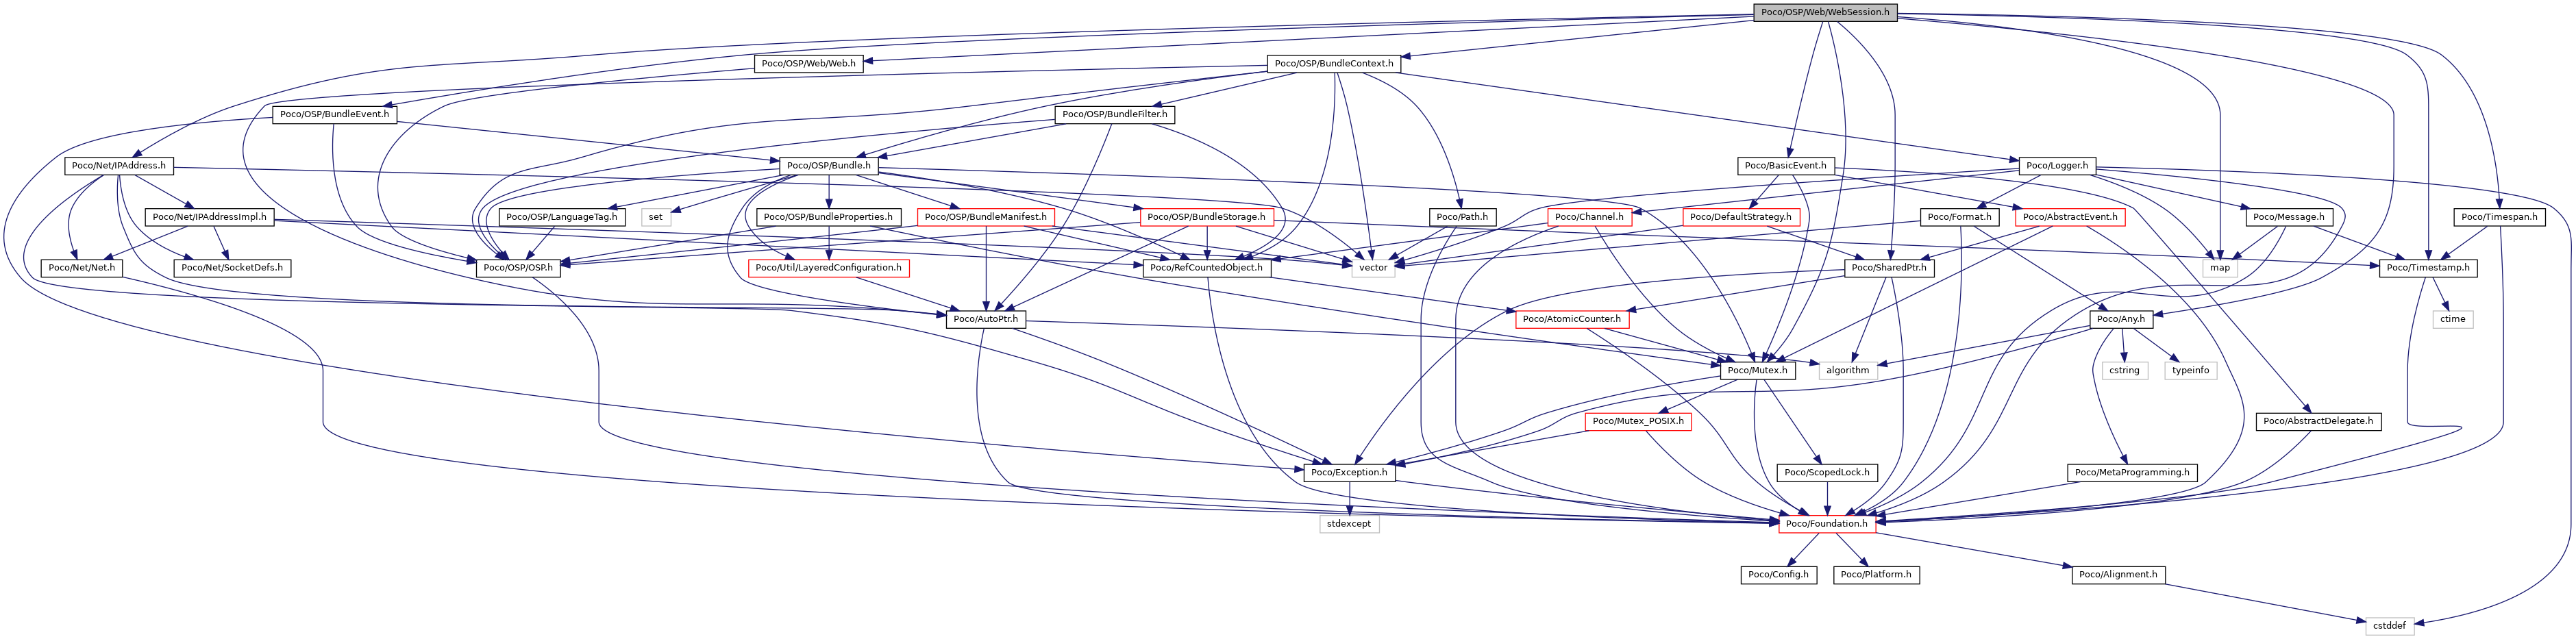 Poco/OSP/Web/WebSession.h
Poco/OSP/Web/Web.h
Poco/OSP/BundleContext.h
Poco/OSP/BundleEvent.h
Poco/OSP/BundleFilter.h
Poco/Net/IPAddress.h
Poco/OSP/Bundle.h
Poco/BasicEvent.h
Poco/Logger.h
Poco/Net/IPAddressImpl.h
Poco/OSP/LanguageTag.h
set
Poco/OSP/BundleProperties.h
Poco/OSP/BundleManifest.h
Poco/OSP/BundleStorage.h
Poco/Path.h
Poco/Channel.h
Poco/DefaultStrategy.h
Poco/Format.h
Poco/AbstractEvent.h
Poco/Message.h
Poco/Timespan.h
Poco/Net/Net.h
Poco/Net/SocketDefs.h
Poco/OSP/OSP.h
Poco/Util/LayeredConfiguration.h
Poco/RefCountedObject.h
vector
Poco/SharedPtr.h
map
Poco/Timestamp.h
Poco/AutoPtr.h
Poco/AtomicCounter.h
Poco/Any.h
ctime
Poco/Mutex.h
algorithm
cstring
typeinfo
Poco/Mutex_POSIX.h
Poco/AbstractDelegate.h
Poco/Exception.h
Poco/ScopedLock.h
Poco/MetaProgramming.h
stdexcept
Poco/Foundation.h
Poco/Config.h
Poco/Platform.h
Poco/Alignment.h
cstddef